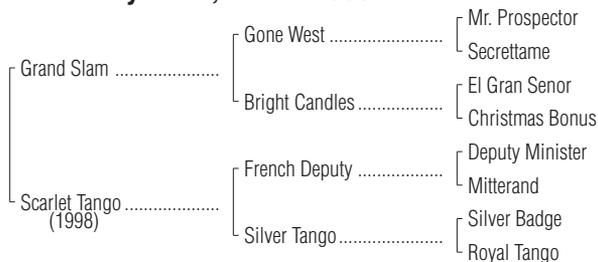 Mr. Prospector
Gone West ........................
Secrettame
Grand Slam ......................
El Gran Senor
Bright Candles ..................
Christmas Bonus
Deputy Minister
French Deputy ..................
Mitterand
Scarlet Tango ....................
(1998)
Silver Badge
Silver Tango ......................
Royal Tango